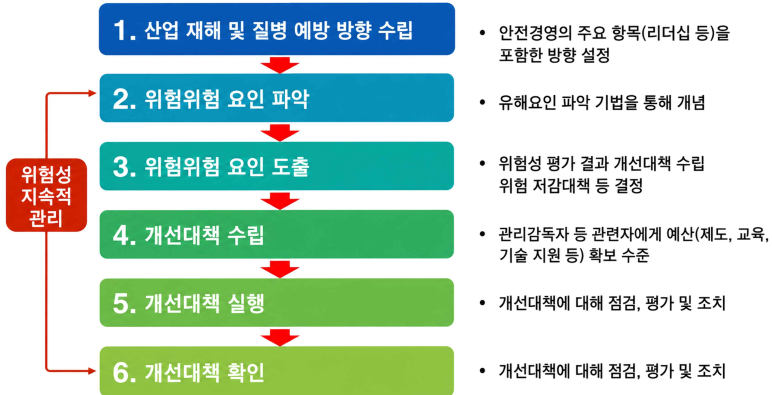 1. 산업 재해 및 질병 예방 방향 수립
• 안전경영의 주요 항목(리더십 등)을
포함한 방향 설정
2. 위험위험 요인 파악
• 유해요인 파악 기법을 통해 개념
3. 위험위험 요인 도출
• 위험성 평가 결과 개선대책 수립
위험 저감대책 등 결정
위험성
지속적
관리
4. 개선대책 수립
• 관리감독자 등 관련자에게 예산(제도, 교육,
기술 지원 등) 확보 수준
5. 개선대책 실행
• 개선대책에 대해 점검, 평가 및 조치
6. 개선대책 확인
• 개선대책에 대해 점검, 평가 및 조치